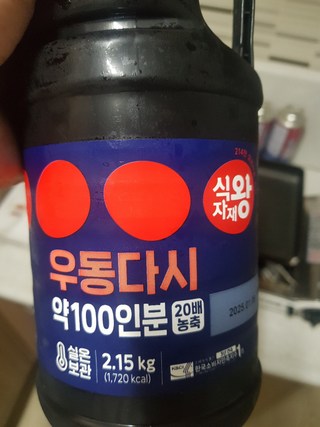 식왕
자재
우동다시
약100인분 20배 농축
실온 보관 2.15 kg
(1,720 kcal)
HACCP